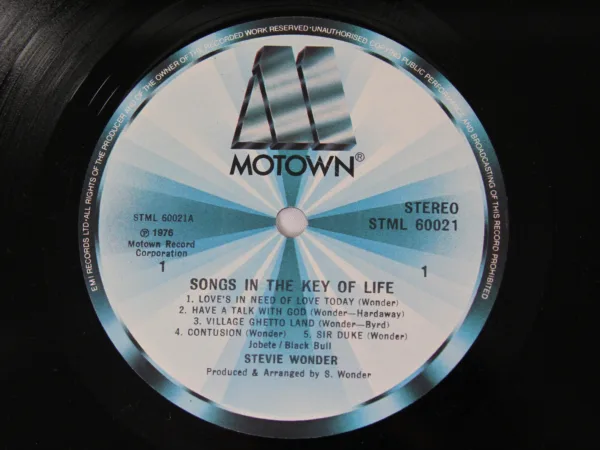 EMI RECORDS LTD·ALL RIGHTS OF THE PRODUCER AND OF THE OWNER OF THE RECORDED WORK RESERVED·UNAUTHORISED COPYING PUBLIC PERFORMANCE AND BROADCASTING OF THIS RECORD PROHIBITED
MOTOWN®
STEREO
STML 60021A
STML 60021
℗ 1976
Motown Record
Corporation
1
1
SONGS IN THE KEY OF LIFE
1. LOVE'S IN NEED OF LOVE TODAY (Wonder)
2. HAVE A TALK WITH GOD (Wonder—Hardaway)
3. VILLAGE GHETTO LAND (Wonder—Byrd)
4. CONTUSION (Wonder) 5. SIR DUKE (Wonder)
Jobete/Black Bull
STEVIE WONDER
Produced & Arranged by S. Wonder